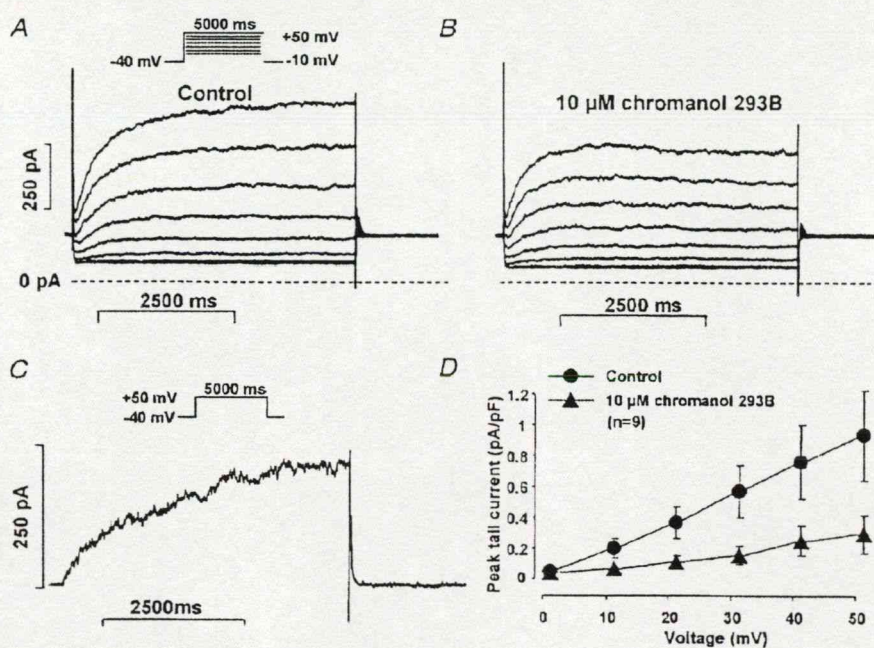 A
5000 ms
+50 mV
-40 mV
-10 mV
Control
250 pA
0 pA
2500 ms
B
10 µM chromanol 293B
2500 ms
C
+50 mV
5000 ms
-40 mV
250 pA
2500ms
D
Control
10 µM chromanol 293B
(n=9)
Peak tail current (pA/pF)
1.2
1
0.8
0.6
0.4
0.2
0
0
10
20
30
40
50
Voltage (mV)